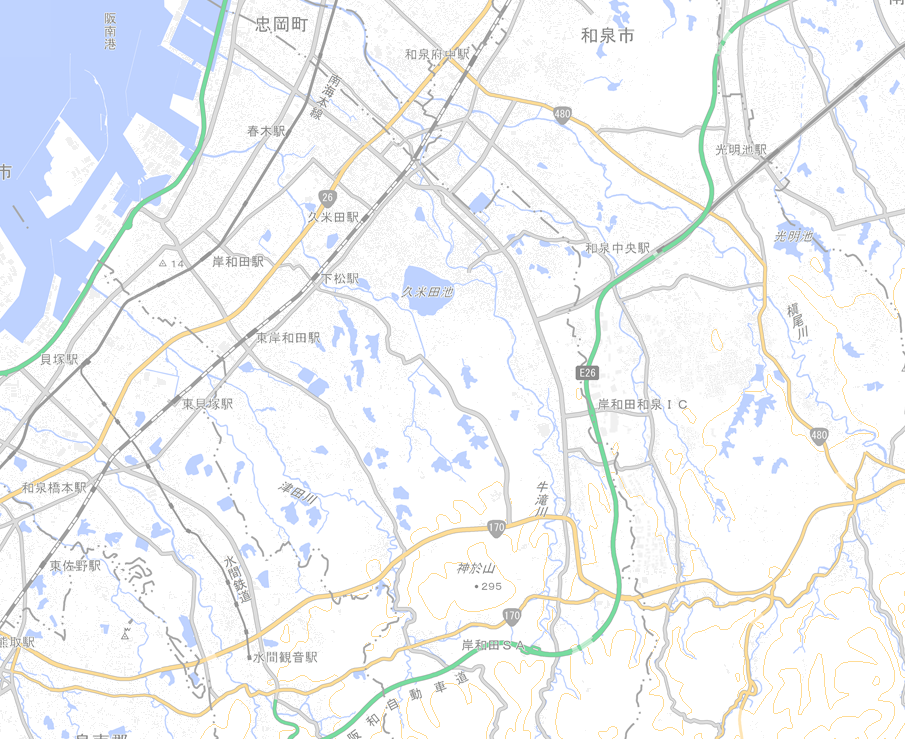 阪南港
忠岡町
和泉市
和泉府中駅
南海本線
480
春木駅
光明池駅
市
26
久米田駅
和泉中央駅
光明池
14
岸和田駅
下松駅
久米田池
槇尾川
東岸和田駅
貝塚駅
E26
東貝塚駅
岸和田和泉ＩＣ
480
和泉橋本駅
津田川
牛滝川
170
水間鉄道
東佐野駅
神於山
295
170
熊取駅
岸和田ＳＡ
水間観音駅
阪和自動車道